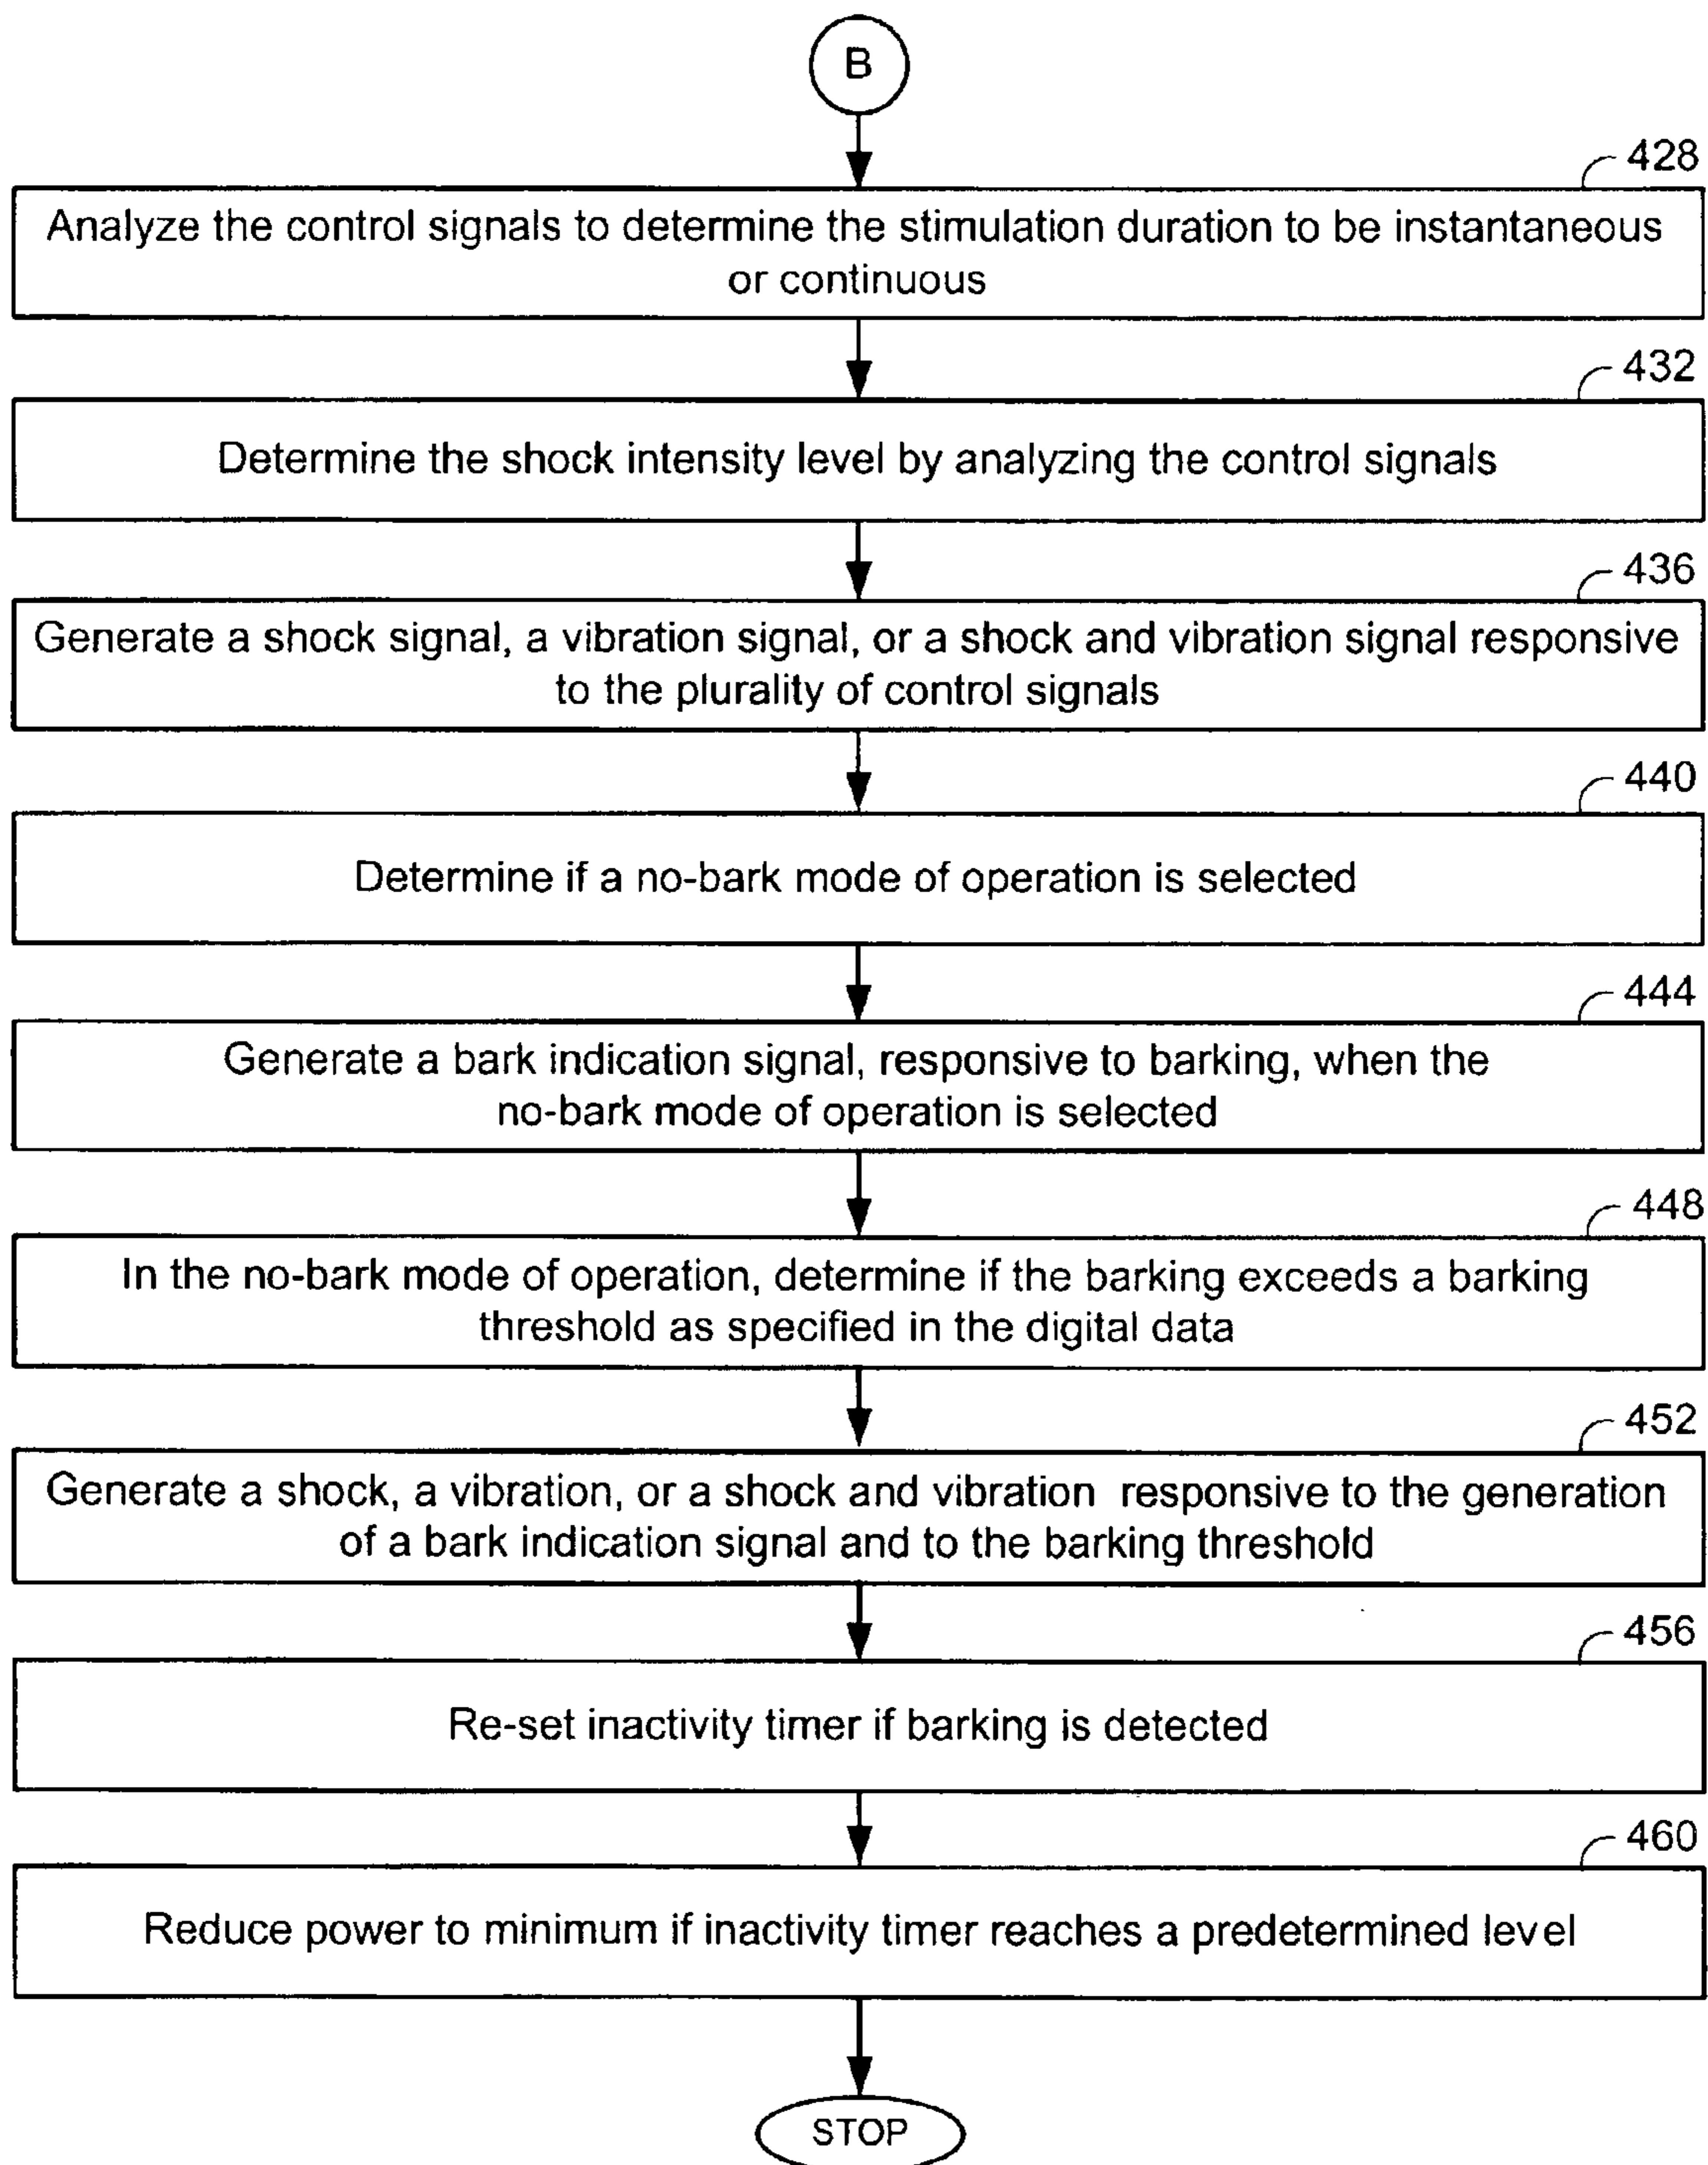 B
428
Analyze the control signals to determine the stimulation duration to be instantaneous
or continuous
432
Determine the shock intensity level by analyzing the control signals
436
Generate a shock signal, a vibration signal, or a shock and vibration signal responsive
to the plurality of control signals
440
Determine if a no-bark mode of operation is selected
444
Generate a bark indication signal, responsive to barking, when the
no-bark mode of operation is selected
448
In the no-bark mode of operation, determine if the barking exceeds a barking
threshold as specified in the digital data
452
Generate a shock, a vibration, or a shock and vibration responsive to the generation
of a bark indication signal and to the barking threshold
456
Re-set inactivity timer if barking is detected
460
Reduce power to minimum if inactivity timer reaches a predetermined level
STOP